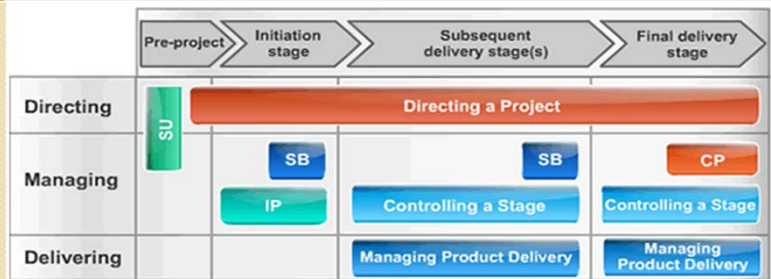 Pre-project
Initiation
stage
Subsequent
delivery stage(s)
Final delivery
stage
Directing
SU
Directing a Project
Managing
SB
SB
CP
IP
Controlling a Stage
Controlling a Stage
Delivering
Managing Product Delivery
Managing
Product Delivery